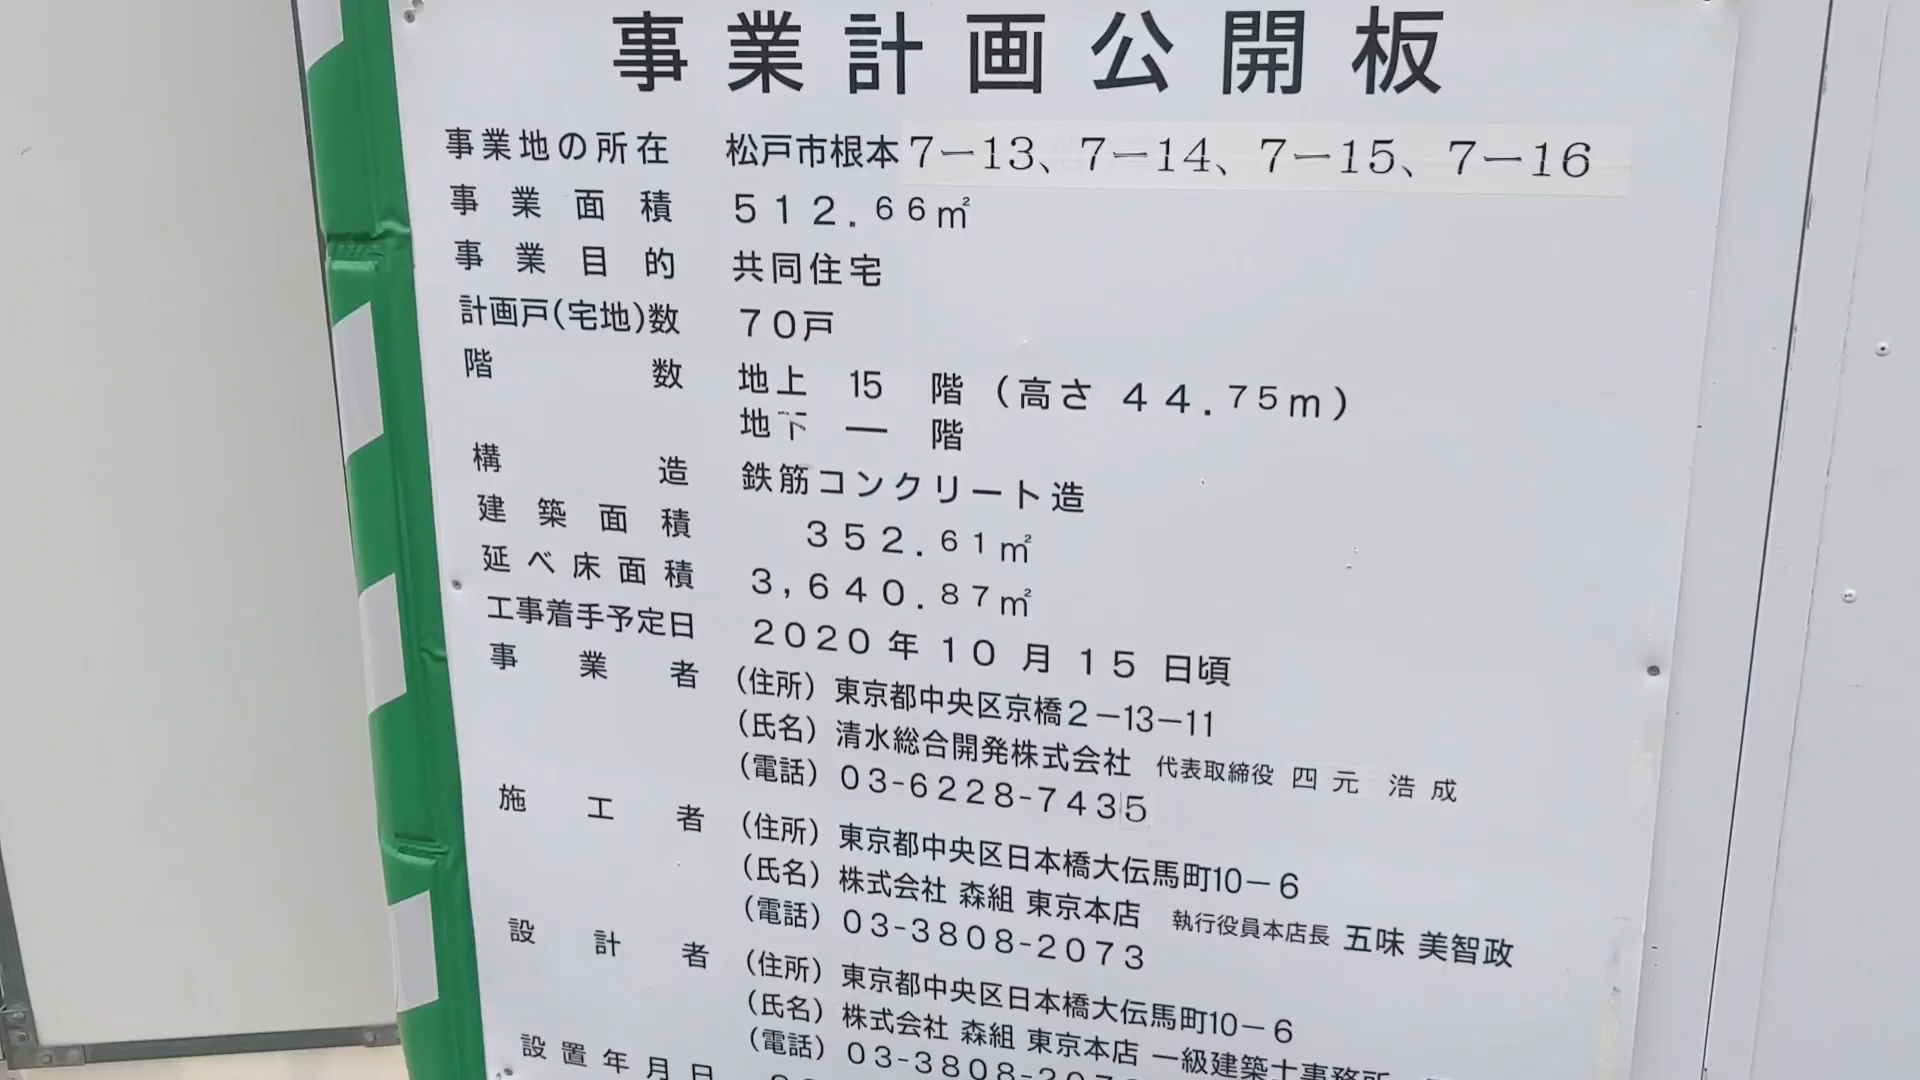 事業計画公開板
事業地の所在 松戸市根本7－13、7－14、7－15、7－16
事業面積 512.66㎡
事業目的 共同住宅
計画戸(宅地)数 70戸
階数 地上 15 階 (高さ 44.75m)
地下 ― 階
構造 鉄筋コンクリート造
建築面積 352.61㎡
延べ床面積 3,640.87㎡
工事着手予定日 2020年10月15日頃
事業者 (住所) 東京都中央区京橋2－13－11
(氏名) 清水総合開発株式会社 代表取締役 四元 浩成
(電話) 03-6228-7435
施工者 (住所) 東京都中央区日本橋大伝馬町10－6
(氏名) 株式会社 森組 東京本店 執行役員本店長 五味 美智政
(電話) 03-3808-2073
設計者 (住所) 東京都中央区日本橋大伝馬町10－6
(氏名) 株式会社 森組 東京本店 一級建築士事務所
(電話) 03-3808-2073
設置年月日